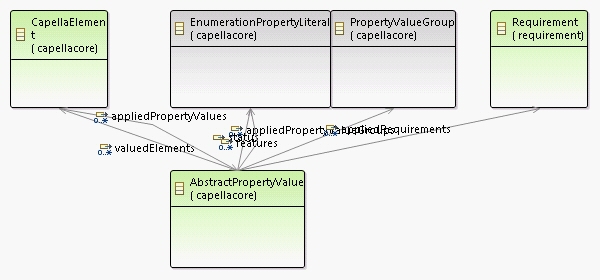 CapellaElemen
t
( capellacore)
EnumerationPropertyLiteral
( capellacore)
PropertyValueGroup
( capellacore)
Requirement
( requirement)
appliedPropertyValues
0..*
appliedPropertyValueGroups
appliedRequirements
0..*
status
features
0..*
valuedElements
0..*
AbstractPropertyValue
( capellacore)